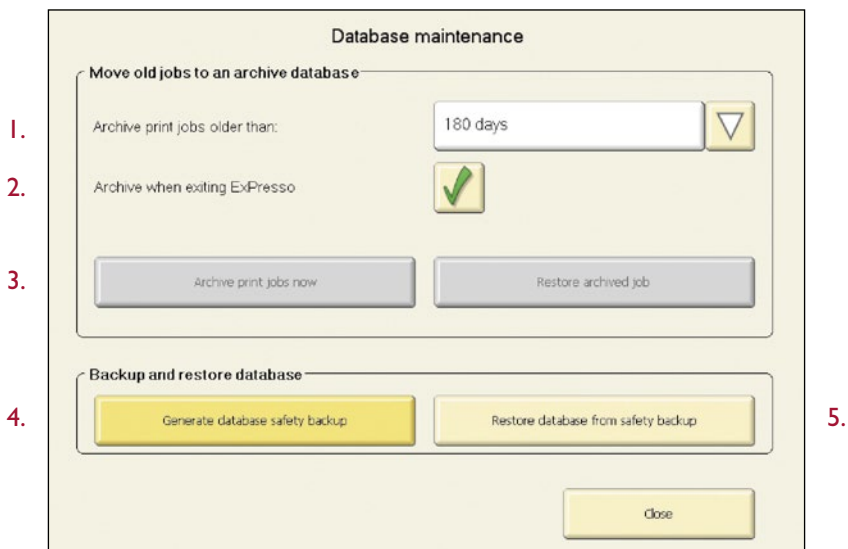 Database maintenance
Move old jobs to an archive database
1. Archive print jobs older than: 180 days
2. Archive when exiting ExPresso
3. Archive print jobs now Restore archived job
Backup and restore database
4. Generate database safety backup Restore database from safety backup 5.
Close